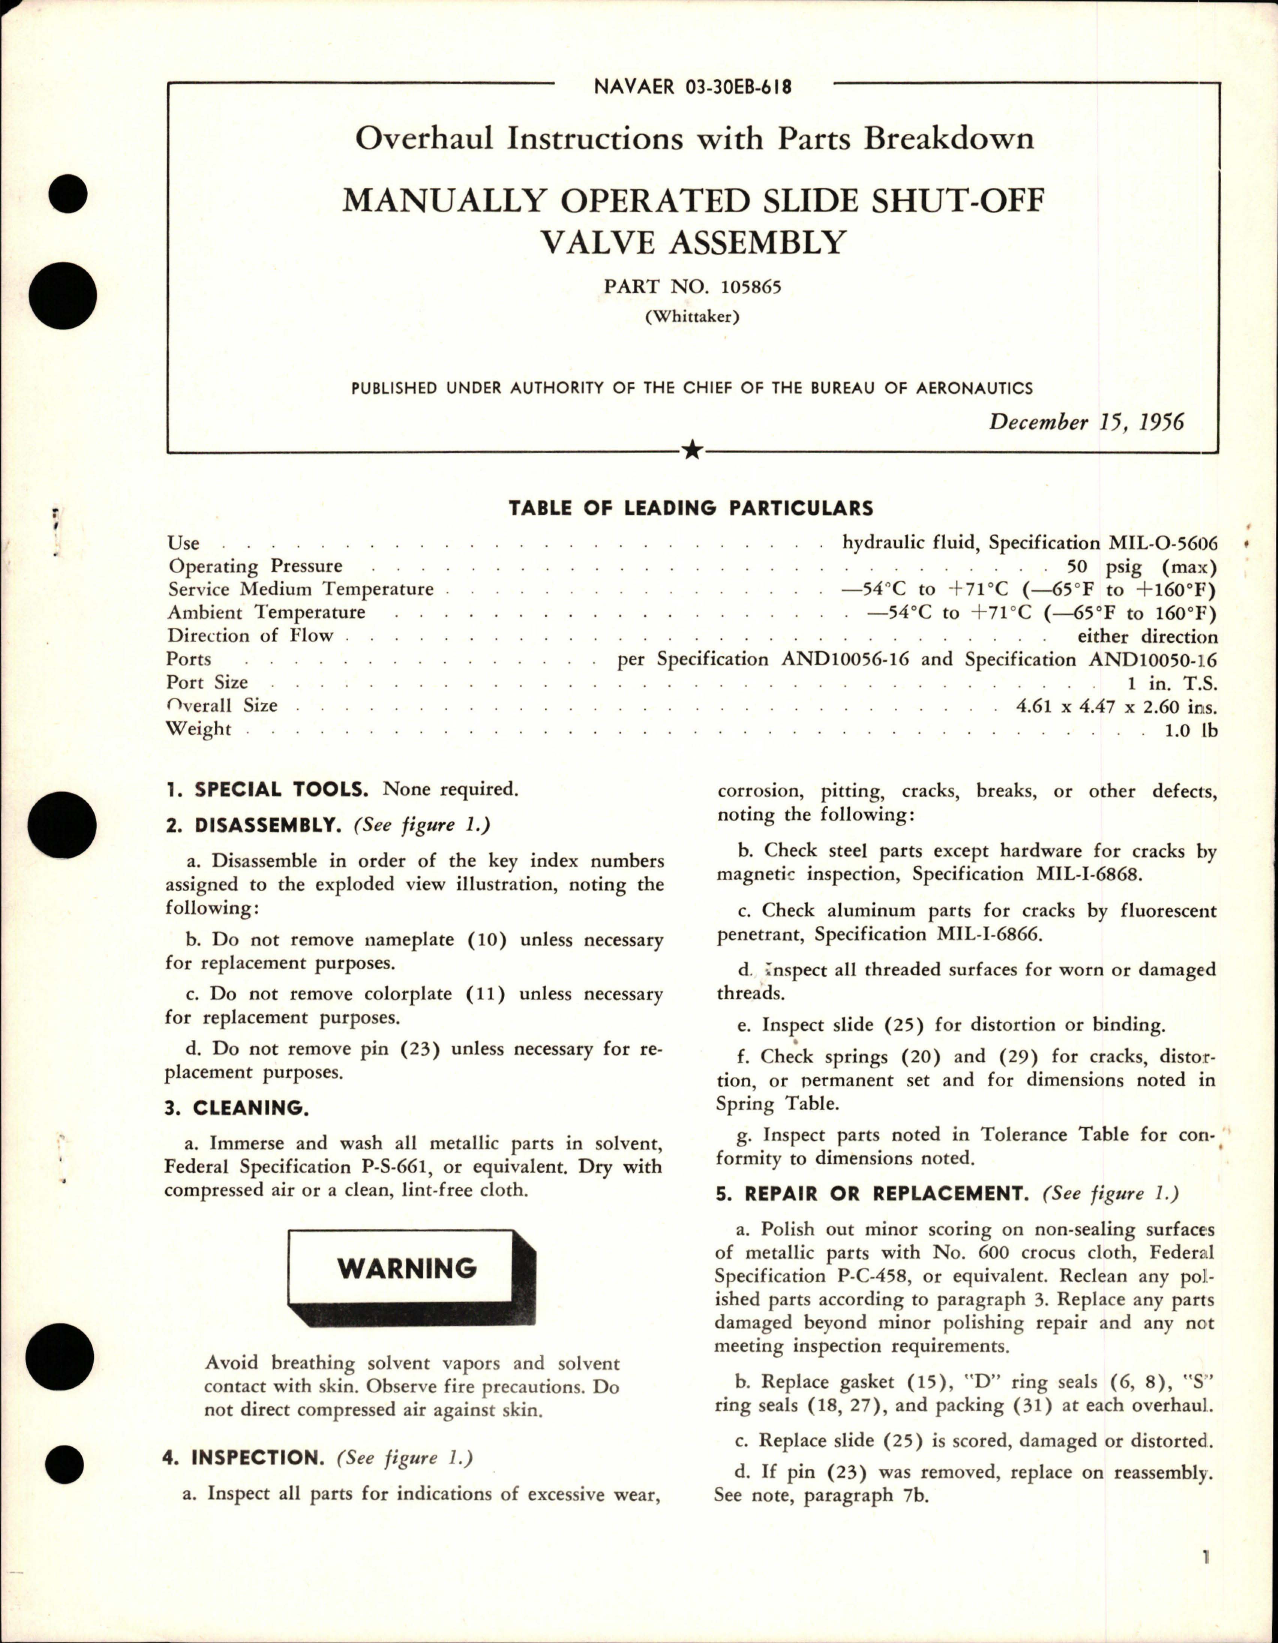 NAVAER 03-30EB-618
Overhaul Instructions with Parts Breakdown
MANUALLY OPERATED SLIDE SHUT-OFF
VALVE ASSEMBLY
PART NO. 105865
(Whittaker)
PUBLISHED UNDER AUTHORITY OF THE CHIEF OF THE BUREAU OF AERONAUTICS
December 15, 1956
TABLE OF LEADING PARTICULARS
Use . . . . . . . . . . . . . . . . . . . . . . . . . hydraulic fluid, Specification MIL-O-5606
Operating Pressure . . . . . . . . . . . . . . . . . . . . . . . . . . . . 50 psig (max)
Service Medium Temperature . . . . . . . . . . . . . . . . —54°C to +71°C (—65°F to +160°F)
Ambient Temperature . . . . . . . . . . . . . . . . . . . —54°C to +71°C (—65°F to 160°F)
Direction of Flow . . . . . . . . . . . . . . . . . . . . . . . . . . . . . either direction
Ports . . . . . . . . . . . . . . . per Specification AND10056-16 and Specification AND10050-16
Port Size . . . . . . . . . . . . . . . . . . . . . . . . . . . . . . . . . . 1 in. T.S.
Overall Size . . . . . . . . . . . . . . . . . . . . . . . . . . . . . 4.61 x 4.47 x 2.60 ins.
Weight . . . . . . . . . . . . . . . . . . . . . . . . . . . . . . . . . . . . 1.0 lb
1. SPECIAL TOOLS. None required.
2. DISASSEMBLY. (See figure 1.)
a. Disassemble in order of the key index numbers
assigned to the exploded view illustration, noting the
following:
b. Do not remove nameplate (10) unless necessary
for replacement purposes.
c. Do not remove colorplate (11) unless necessary
for replacement purposes.
d. Do not remove pin (23) unless necessary for re-
placement purposes.
3. CLEANING.
a. Immerse and wash all metallic parts in solvent,
Federal Specification P-S-661, or equivalent. Dry with
compressed air or a clean, lint-free cloth.
WARNING
Avoid breathing solvent vapors and solvent
contact with skin. Observe fire precautions. Do
not direct compressed air against skin.
4. INSPECTION. (See figure 1.)
a. Inspect all parts for indications of excessive wear,
corrosion, pitting, cracks, breaks, or other defects,
noting the following:
b. Check steel parts except hardware for cracks by
magnetic inspection, Specification MIL-I-6868.
c. Check aluminum parts for cracks by fluorescent
penetrant, Specification MIL-I-6866.
d. Inspect all threaded surfaces for worn or damaged
threads.
e. Inspect slide (25) for distortion or binding.
f. Check springs (20) and (29) for cracks, distor-
tion, or permanent set and for dimensions noted in
Spring Table.
g. Inspect parts noted in Tolerance Table for con-
formity to dimensions noted.
5. REPAIR OR REPLACEMENT. (See figure 1.)
a. Polish out minor scoring on non-sealing surfaces
of metallic parts with No. 600 crocus cloth, Federal
Specification P-C-458, or equivalent. Reclean any pol-
ished parts according to paragraph 3. Replace any parts
damaged beyond minor polishing repair and any not
meeting inspection requirements.
b. Replace gasket (15), "D" ring seals (6, 8), "S"
ring seals (18, 27), and packing (31) at each overhaul.
c. Replace slide (25) is scored, damaged or distorted.
d. If pin (23) was removed, replace on reassembly.
See note, paragraph 7b.
1